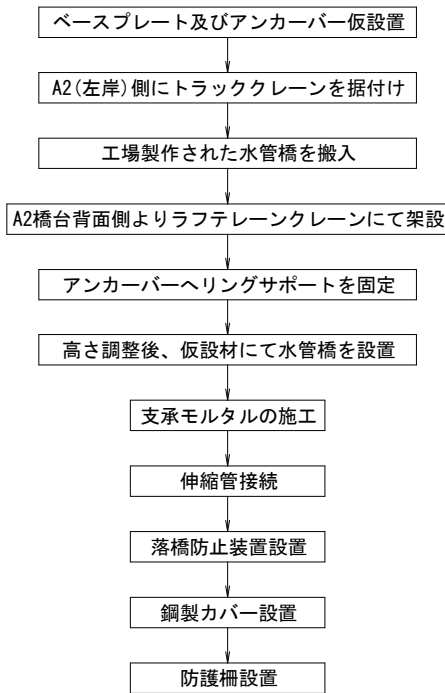 ベースプレート及びアンカーバー仮設置
A2(左岸)側にトラッククレーンを据付け
工場製作された水管橋を搬入
A2橋台背面側よりラフテレーンクレーンにて架設
アンカーバーへリングサポートを固定
高さ調整後、仮設材にて水管橋を設置
支承モルタルの施工
伸縮管接続
落橋防止装置設置
鋼製カバー設置
防護柵設置